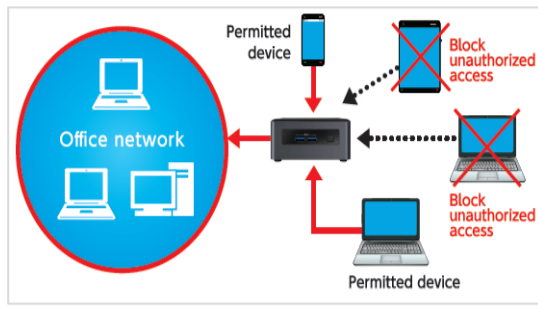 Permitted
device
Block
unauthorized
access
Office network
Block
unauthorized
access
Permitted device